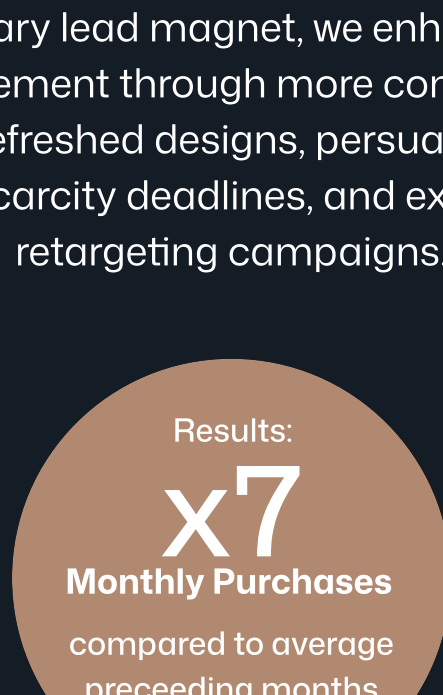 ary lead magnet, we enh
ement through more con
efreshed designs, persua
carcity deadlines, and ex
retargeting campaigns.
Results:
x7
Monthly Purchases
compared to average
preceeding months